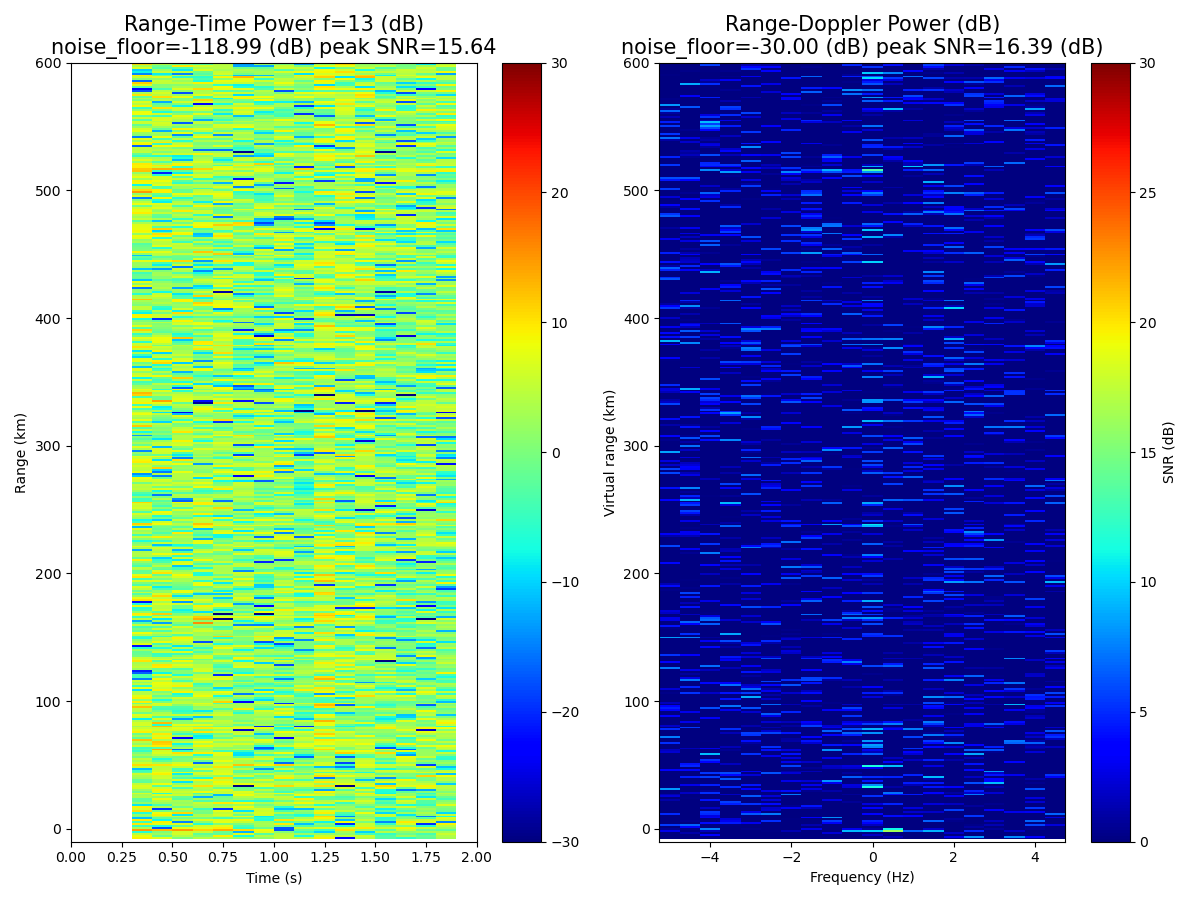 Range-Time Power f=13 (dB)
noise_floor=-118.99 (dB) peak SNR=15.64
600
500
400
300
200
100
0
Range (km)
0.00 0.25 0.50 0.75 1.00 1.25 1.50 1.75 2.00
Time (s)
30
20
10
0
−10
−20
−30
Range-Doppler Power (dB)
noise_floor=-30.00 (dB) peak SNR=16.39 (dB)
600
500
400
300
200
100
0
Virtual range (km)
−4 −2 0 2 4
Frequency (Hz)
30
25
20
15
10
5
0
SNR (dB)